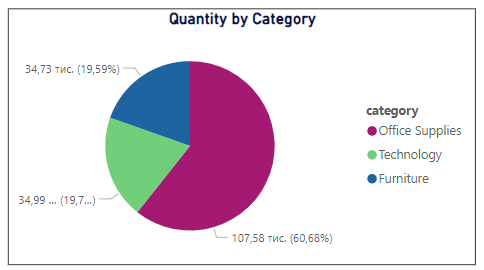 Quantity by Category
34,73 тис. (19,59%)
34,99 ... (19,7...)
107,58 тис. (60,68%)
category
Office Supplies
Technology
Furniture